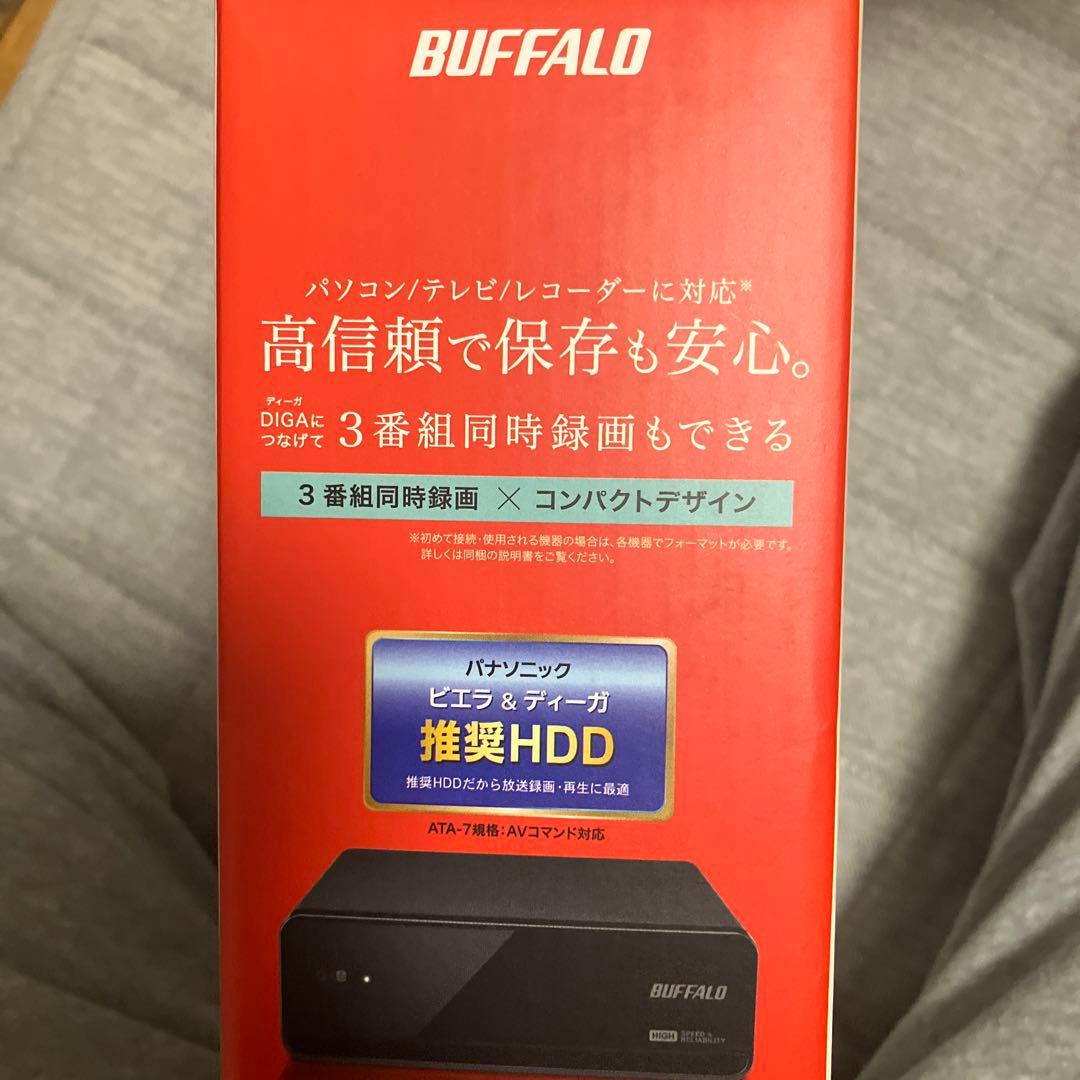 BUFFALO
パソコン/テレビ/レコーダーに対応※
高信頼で保存も安心。
ディーガ
DIGAに
つなげて 3番組同時録画もできる
3番組同時録画 × コンパクトデザイン
※初めて接続・使用される機器の場合は、各機器でフォーマットが必要です。
詳しくは同梱の説明書をご覧ください。
パナソニック
ビエラ & ディーガ
推奨HDD
推奨HDDだから放送録画・再生に最適
ATA-7規格:AVコマンド対応
BUFFALO
HIGH SPEED &
RELIABILITY